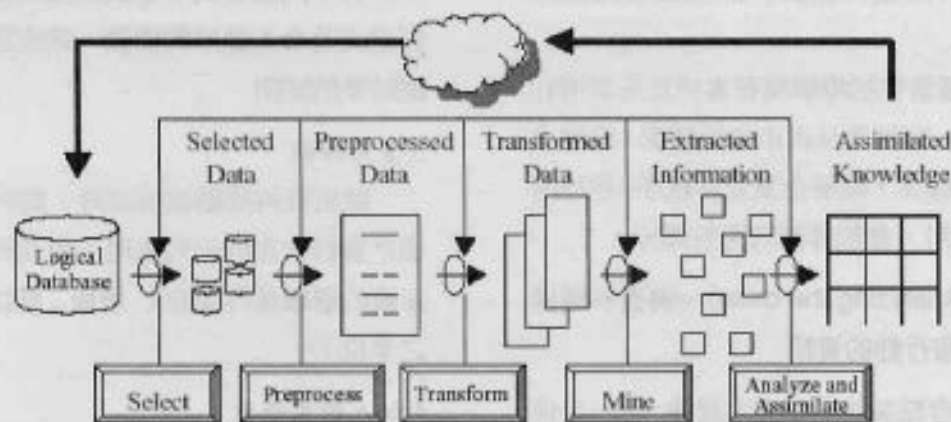 Selected
Data
Preprocessed
Data
Transformed
Data
Extracted
Information
Assimilated
Knowledge
Logical
Database
Select
Preprocess
Transform
Mine
Analyze and
Assimilate